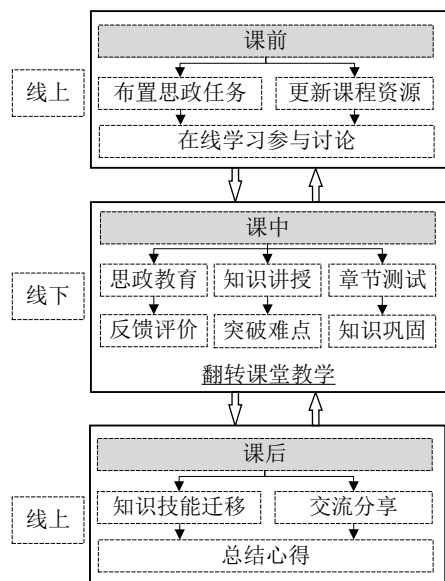 课前
线上
布置思政任务 更新课程资源
在线学习参与讨论
课中
线下
思政教育 知识讲授 章节测试
反馈评价 突破难点 知识巩固
翻转课堂教学
课后
线上
知识技能迁移 交流分享
总结心得